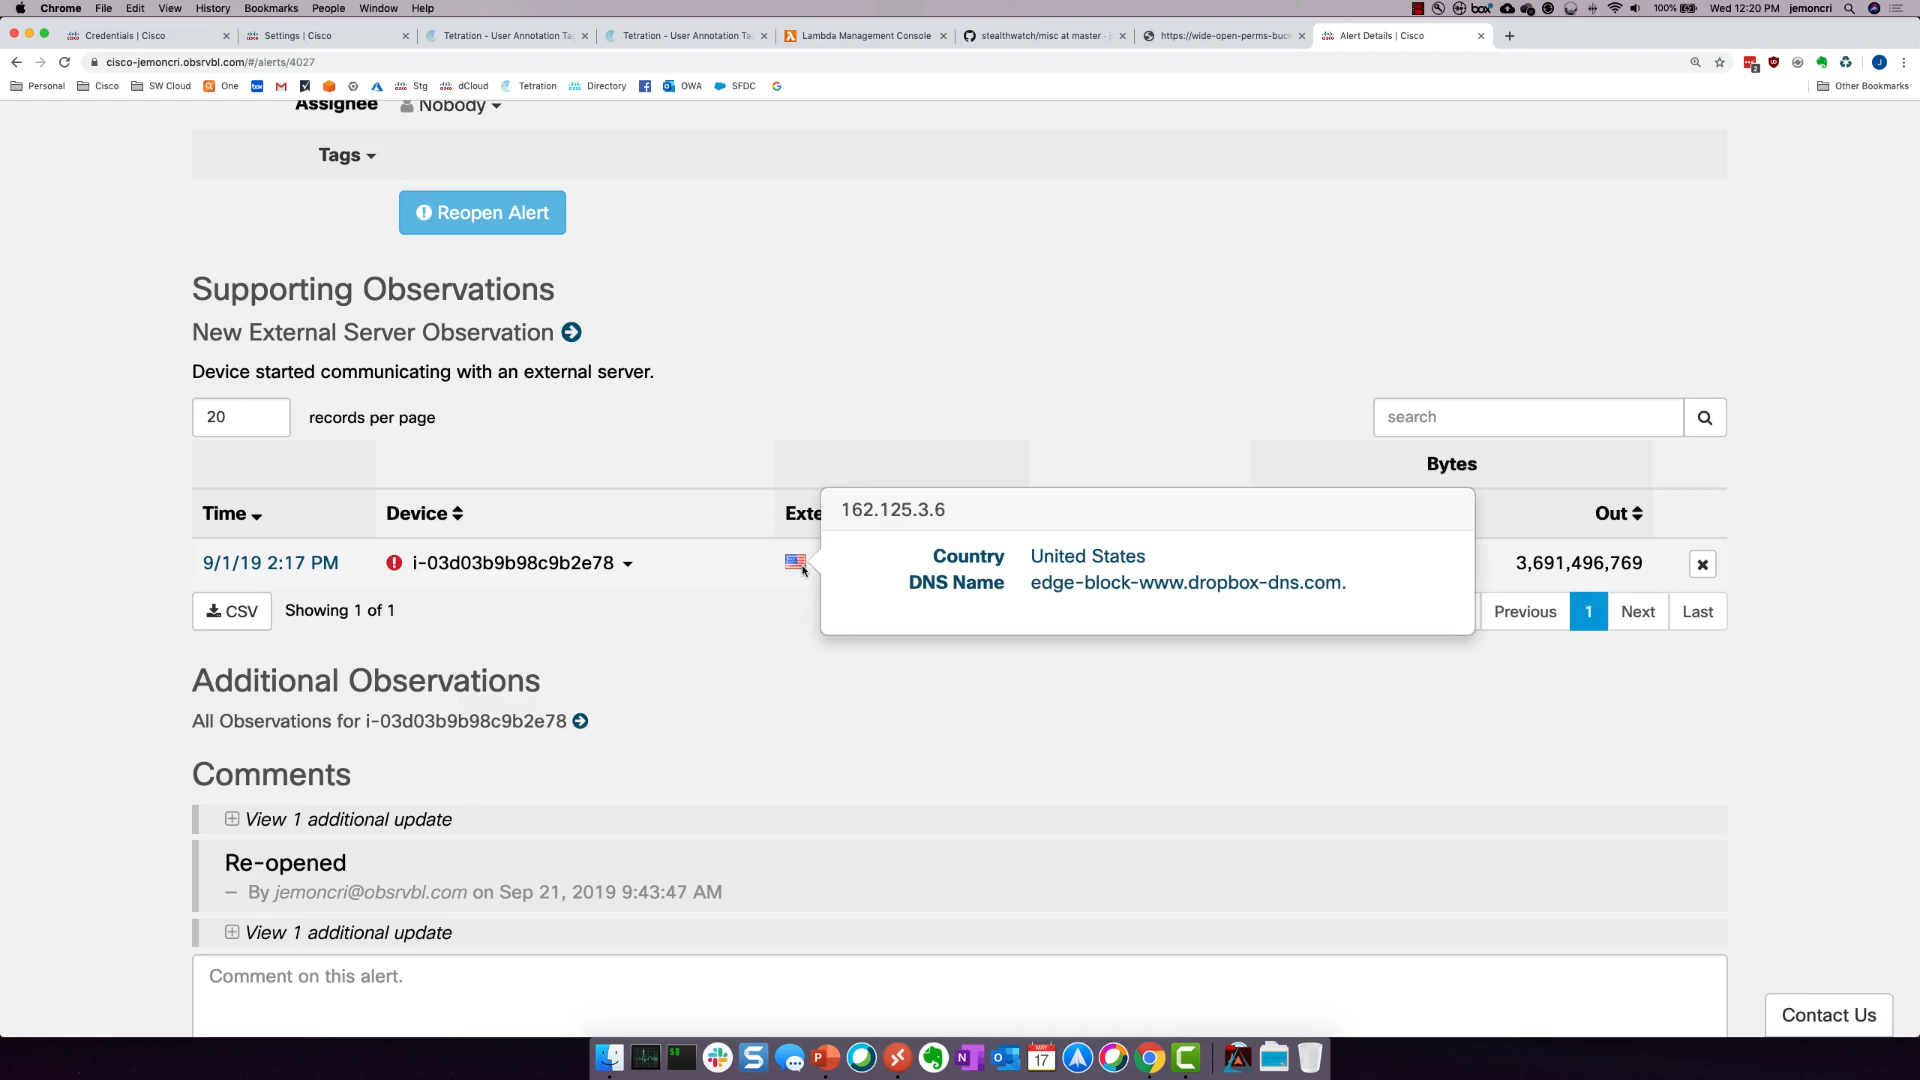 Chrome File Edit View History Bookmarks People Window Help
box 100% Wed 12:20 PM jemoncri
Credentials | Cisco
Settings | Cisco
Tetration - User Annotation Ta
Tetration - User Annotation Ta
Lambda Management Console
stealthwatch/misc at master · j
https://wide-open-perms-buc
Alert Details | Cisco
cisco-jemoncri.obsrvbl.com/#/alerts/4027
Personal Cisco SW Cloud One Stg dCloud Tetration Directory OWA SFDC Other Bookmarks
Assignee Nobody
Tags
Reopen Alert
Supporting Observations
New External Server Observation
Device started communicating with an external server.
20 records per page
search
Bytes
Time Device Exte Out
162.125.3.6
Country United States
DNS Name edge-block-www.dropbox-dns.com.
9/1/19 2:17 PM i-03d03b9b98c9b2e78 3,691,496,769
CSV Showing 1 of 1
Previous 1 Next Last
Additional Observations
All Observations for i-03d03b9b98c9b2e78
Comments
View 1 additional update
Re-opened
— By jemoncri@obsrvbl.com on Sep 21, 2019 9:43:47 AM
View 1 additional update
Comment on this alert.
Contact Us
MAY
17